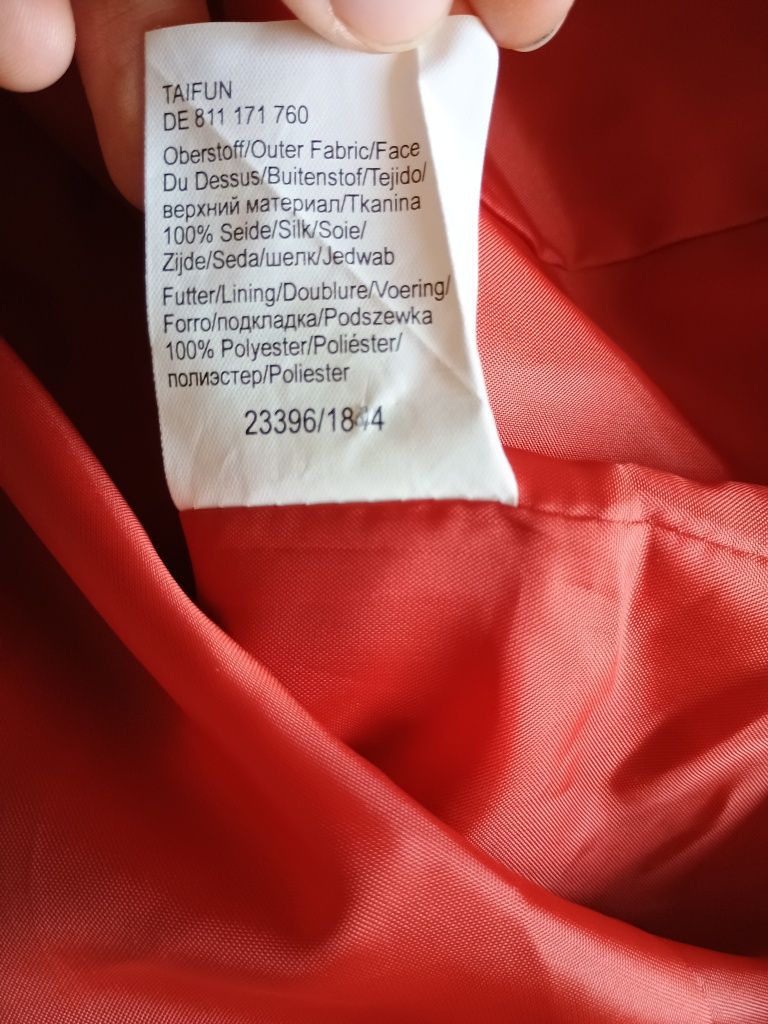 TAIFUN
DE 811 171 760
Oberstoff/Outer Fabric/Face
Du Dessus/Buitenstof/Tejido/
верхний материал/Tkanina
100% Seide/Silk/Soie/
Zijde/Seda/шелк/Jedwab
Futter/Lining/Doublure/Voering/
Forro/подкладка/Podszewka
100% Polyester/Poliéster/
полиэстер/Poliester